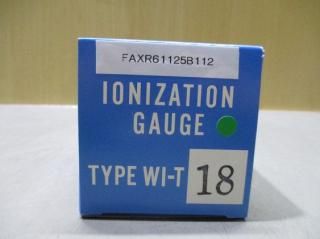 FAXR61125B112
IONIZATION
GAUGE
TYPE WI-T 18